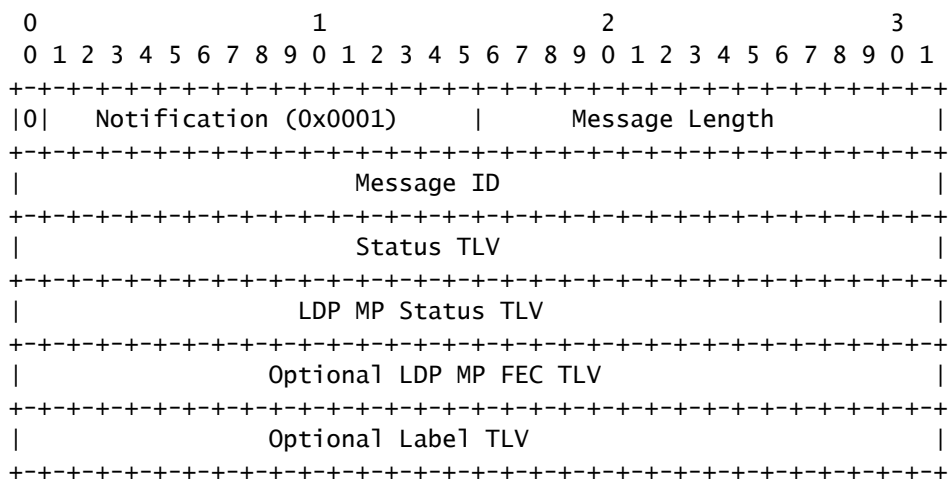 0                   1                   2                   3
 0 1 2 3 4 5 6 7 8 9 0 1 2 3 4 5 6 7 8 9 0 1 2 3 4 5 6 7 8 9 0 1
+-+-+-+-+-+-+-+-+-+-+-+-+-+-+-+-+-+-+-+-+-+-+-+-+-+-+-+-+-+-+-+-+
|0|   Notification (0x0001)     |      Message Length           |
+-+-+-+-+-+-+-+-+-+-+-+-+-+-+-+-+-+-+-+-+-+-+-+-+-+-+-+-+-+-+-+-+
|                       Message ID                              |
+-+-+-+-+-+-+-+-+-+-+-+-+-+-+-+-+-+-+-+-+-+-+-+-+-+-+-+-+-+-+-+-+
|                       Status TLV                              |
+-+-+-+-+-+-+-+-+-+-+-+-+-+-+-+-+-+-+-+-+-+-+-+-+-+-+-+-+-+-+-+-+
|                   LDP MP Status TLV                           |
+-+-+-+-+-+-+-+-+-+-+-+-+-+-+-+-+-+-+-+-+-+-+-+-+-+-+-+-+-+-+-+-+
|                 Optional LDP MP FEC TLV                       |
+-+-+-+-+-+-+-+-+-+-+-+-+-+-+-+-+-+-+-+-+-+-+-+-+-+-+-+-+-+-+-+-+
|                 Optional Label TLV                            |
+-+-+-+-+-+-+-+-+-+-+-+-+-+-+-+-+-+-+-+-+-+-+-+-+-+-+-+-+-+-+-+-+